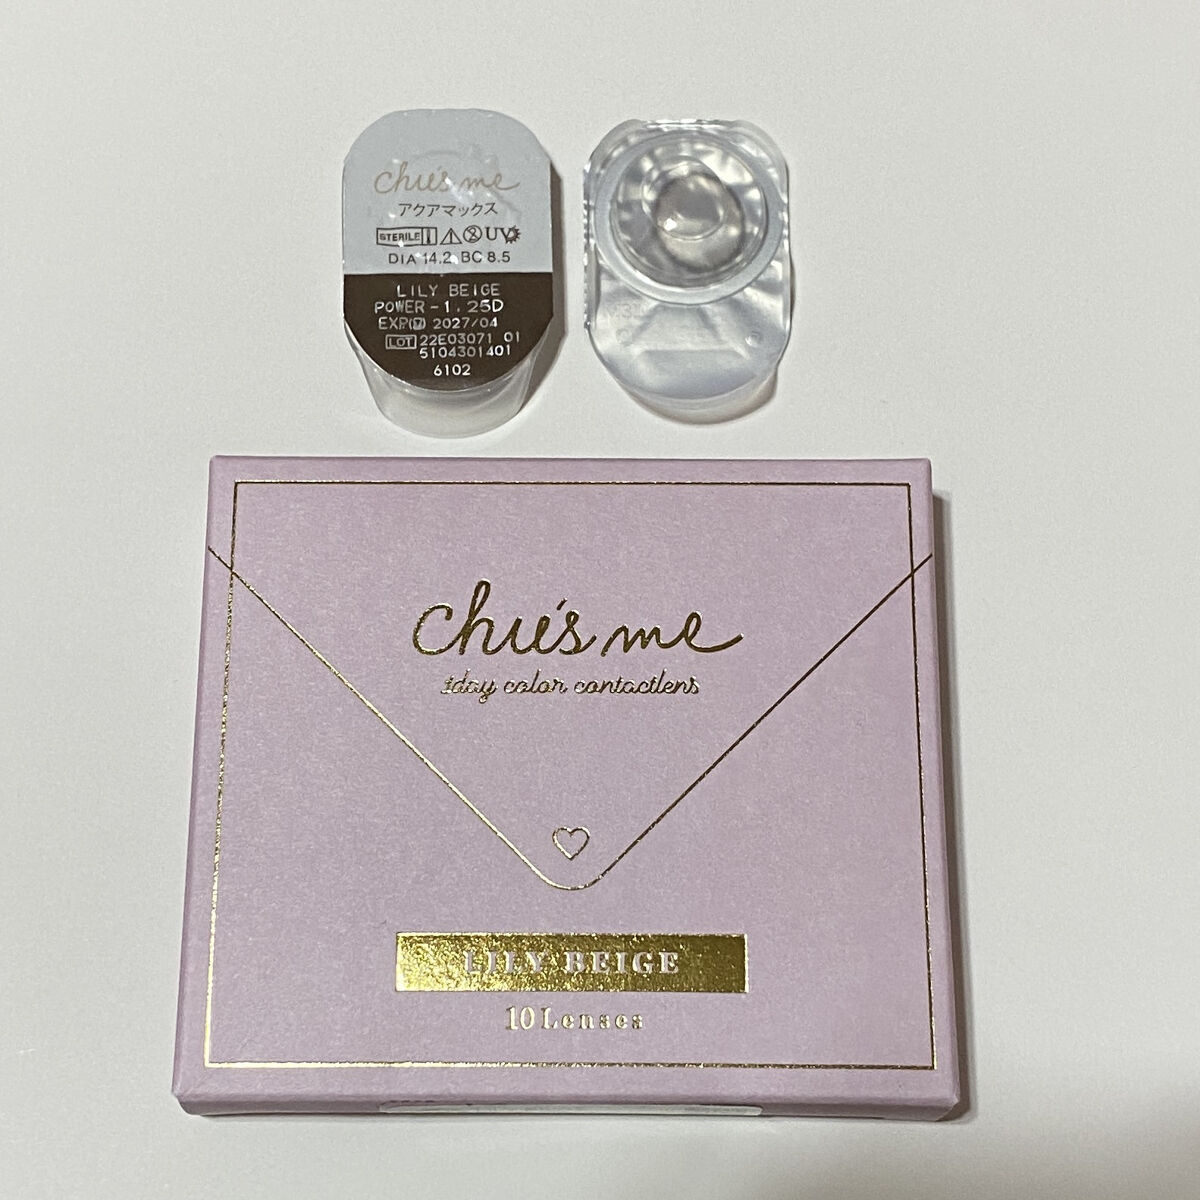 chu's me
アクアマックス
STERILE UV
DIA 14.2 BC 8.5
LILY BEIGE
POWER -1.25D
EXP 2027/04
LOT 22E03071 01
5104301401
6102
chu's me
1day color contactlens
LILY BEIGE
10 Lenses